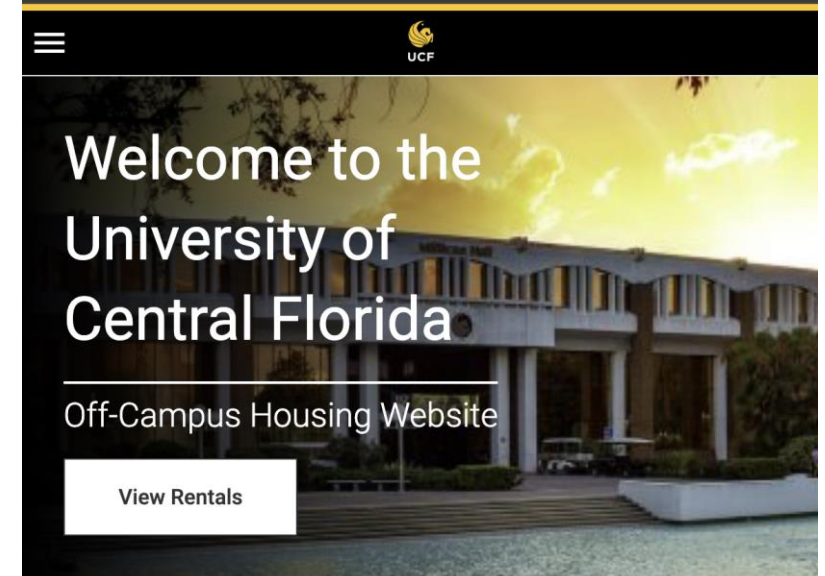 UCF
Welcome to the
University of
Central Florida
Off-Campus Housing Website
View Rentals